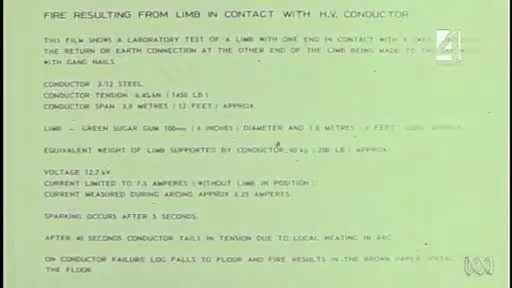 FIRE RESULTING FROM LIMB IN CONTACT WITH H.V. CONDUCTOR
THIS FILM SHOWS A LABORATORY TEST OF A LIMB WITH ONE END IN CONTACT WITH A
4
THE RETURN OR EARTH CONNECTION AT THE OTHER END OF THE LIMB BEING MADE TO
WITH GANG NAILS
CONDUCTOR 3/12 STEEL
CONDUCTOR TENSION 6.45kN (1450 LB)
CONDUCTOR SPAN 3.9 METRES (12 FEET) APPROX
LIMB - GREEN SUGAR GUM 100mm (4 INCHES) DIAMETER AND 1.8 METRES FEET
EQUIVALENT WEIGHT OF LIMB SUPPORTED BY CONDUCTOR 90 kg (200 LB) APPROX
VOLTAGE 12.7 kV
CURRENT LIMITED TO 7.5 AMPERES (WITHOUT LIMB IN POSITION)
CURRENT MEASURED DURING ARCING APPROX 6.25 AMPERES
SPARKING OCCURS AFTER 5 SECONDS.
AFTER 40 SECONDS CONDUCTOR FAILS IN TENSION DUE TO LOCAL HEATING IN ARC
ON CONDUCTOR FAILURE LOG FALLS TO FLOOR AND FIRE RESULTS IN THE BROWN PAPER
THE FLOOR